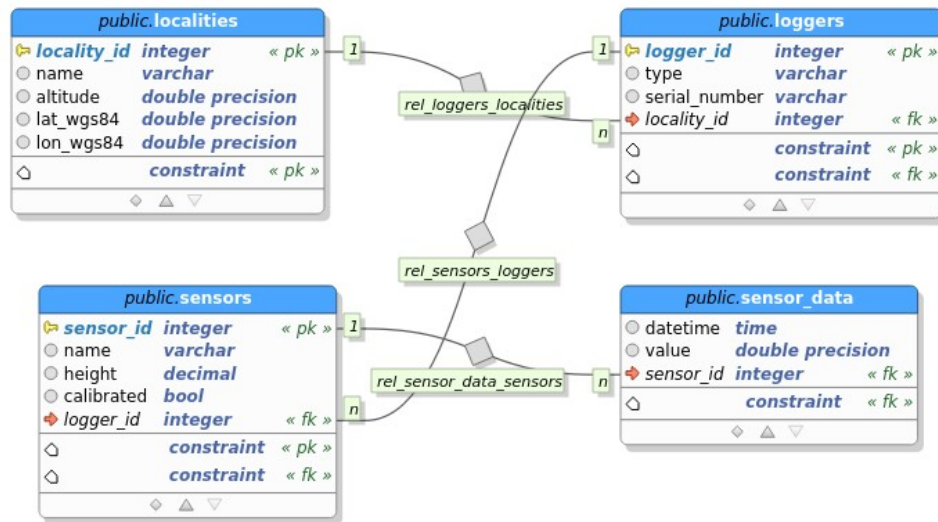 public.localities
locality_id integer « pk »
name varchar
altitude double precision
lat_wgs84 double precision
lon_wgs84 double precision
constraint « pk »
1
rel_loggers_localities
n
public.loggers
1
logger_id integer « pk »
type varchar
serial_number varchar
locality_id integer « fk »
constraint « pk »
constraint « fk »
rel_sensors_loggers
public.sensors
sensor_id integer « pk »
name varchar
height decimal
calibrated bool
logger_id integer « fk »
constraint « pk »
constraint « fk »
1
n
rel_sensor_data_sensors
n
public.sensor_data
datetime time
value double precision
sensor_id integer « fk »
constraint « fk »